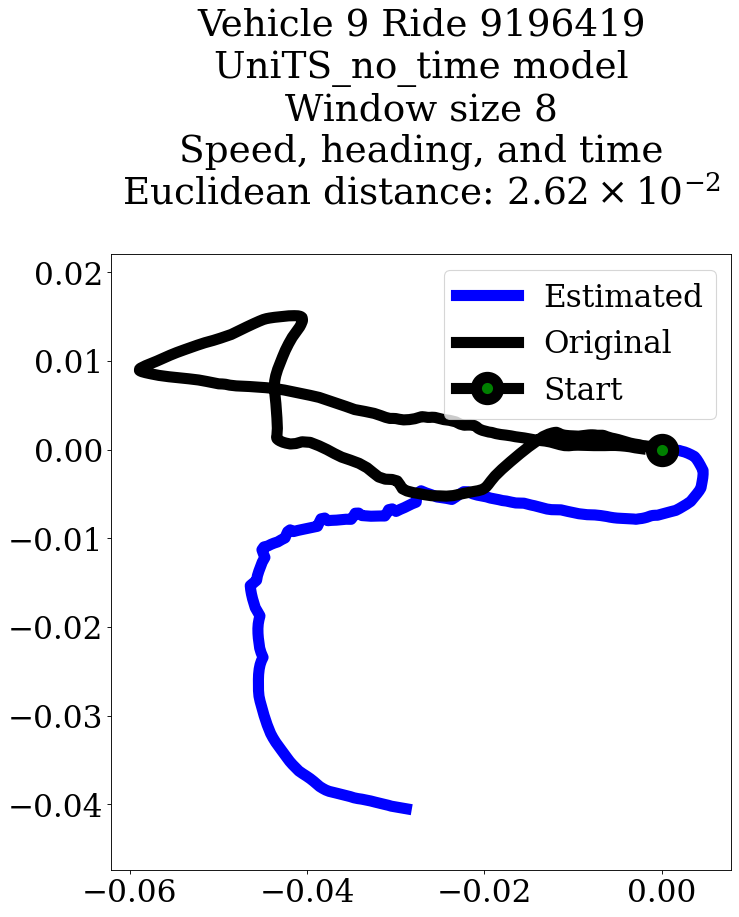 Vehicle 9 Ride 9196419
UniTS_no_time model
Window size 8
Speed, heading, and time
Euclidean distance: 2.62 × 10⁻²
0.02
0.01
0.00
−0.01
−0.02
−0.03
−0.04
Estimated
Original
Start
−0.06 −0.04 −0.02 0.00